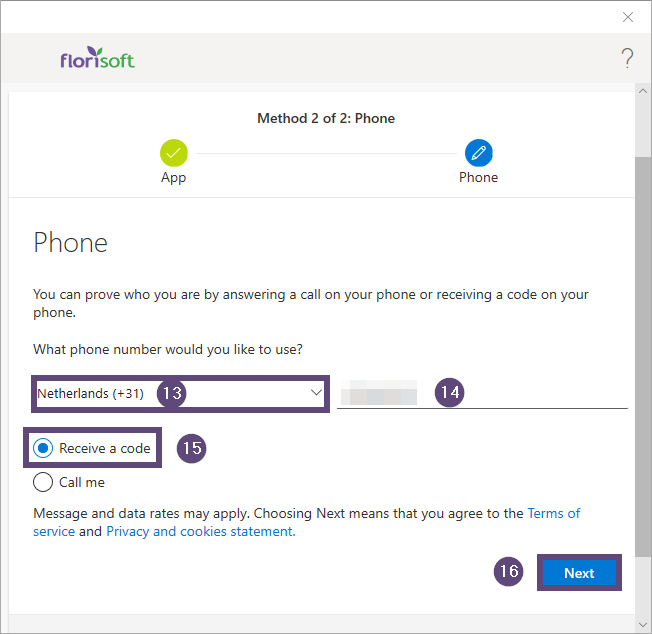 florisoft
?
Method 2 of 2: Phone
App
Phone
Phone
You can prove who you are by answering a call on your phone or receiving a code on your
phone.
What phone number would you like to use?
Netherlands (+31) 13 14
Receive a code 15
Call me
Message and data rates may apply. Choosing Next means that you agree to the Terms of
service and Privacy and cookies statement.
16 Next